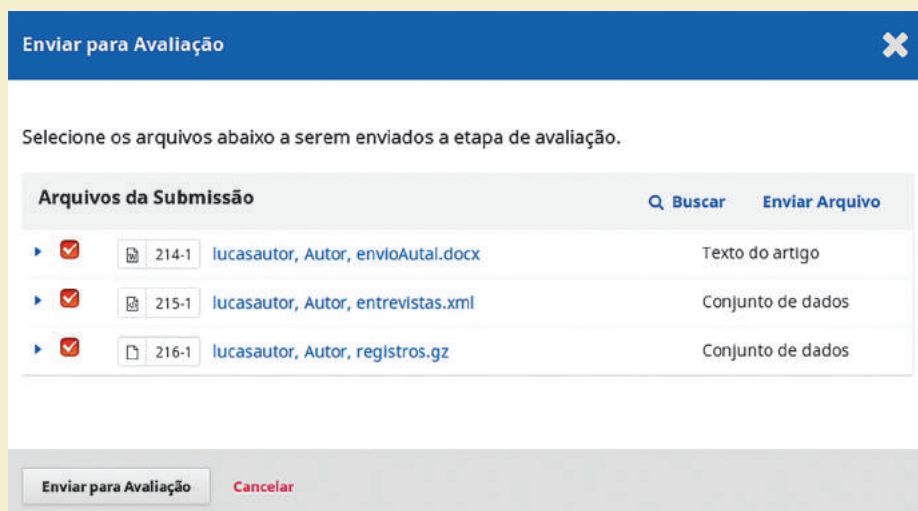 Enviar para Avaliação
Selecione os arquivos abaixo a serem enviados a etapa de avaliação.
Arquivos da Submissão Buscar Enviar Arquivo
214-1 lucasautor, Autor, envioAutal.docx Texto do artigo
215-1 lucasautor, Autor, entrevistas.xml Conjunto de dados
216-1 lucasautor, Autor, registros.gz Conjunto de dados
Enviar para Avaliação Cancelar